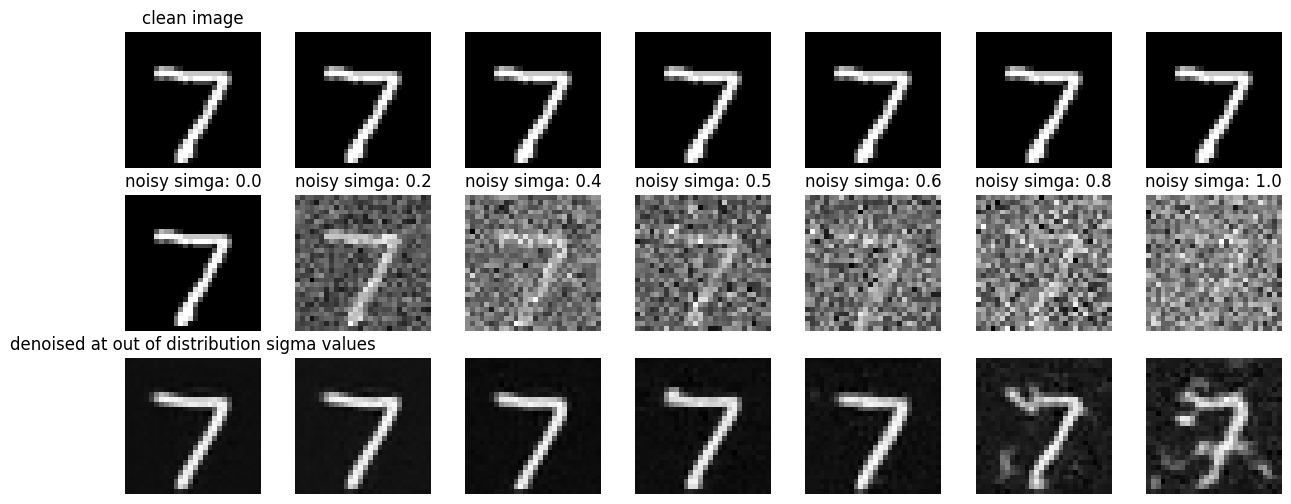 clean image
noisy simga: 0.0 noisy simga: 0.2 noisy simga: 0.4 noisy simga: 0.5 noisy simga: 0.6 noisy simga: 0.8 noisy simga: 1.0
denoised at out of distribution sigma values